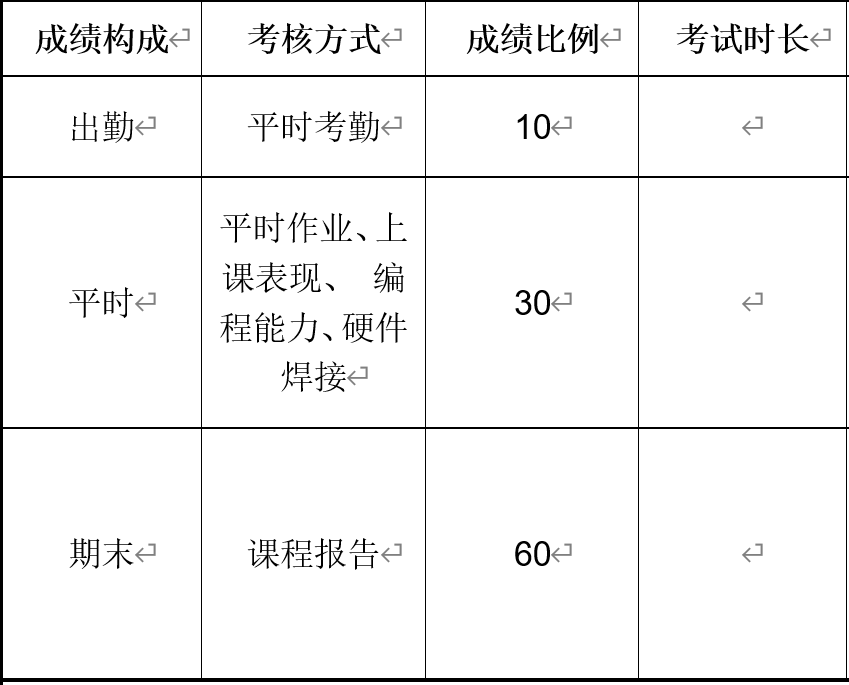 成绩构成 考核方式 成绩比例 考试时长
出勤 平时考勤 10
平时作业、上
课表现、 编
平时 30
程能力、硬件
焊接
期末 课程报告 60